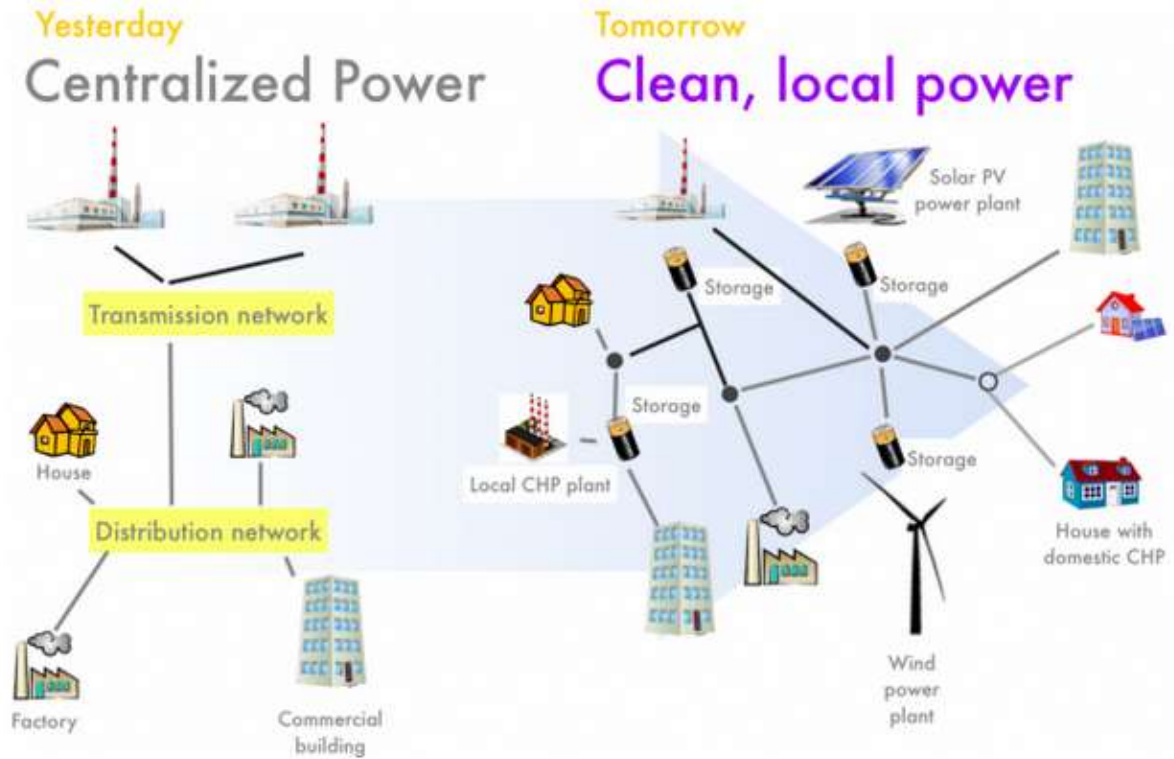 Yesterday
Centralized Power
Transmission network
House
Distribution network
Factory
Commercial
building
Tomorrow
Clean, local power
Solar PV
power plant
Storage
Storage
Storage
Local CHP plant
Storage
House with
domestic CHP
Wind
power
plant